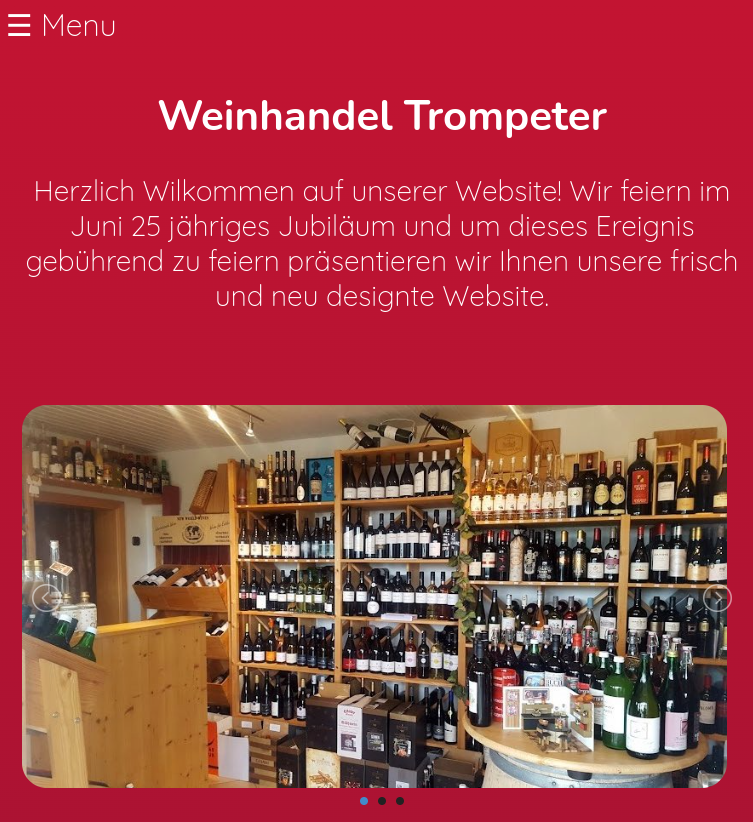 ☰ Menu
Weinhandel Trompeter
Herzlich Wilkommen auf unserer Website! Wir feiern im
Juni 25 jähriges Jubiläum und um dieses Ereignis
gebührend zu feiern präsentieren wir Ihnen unsere frisch
und neu designte Website.